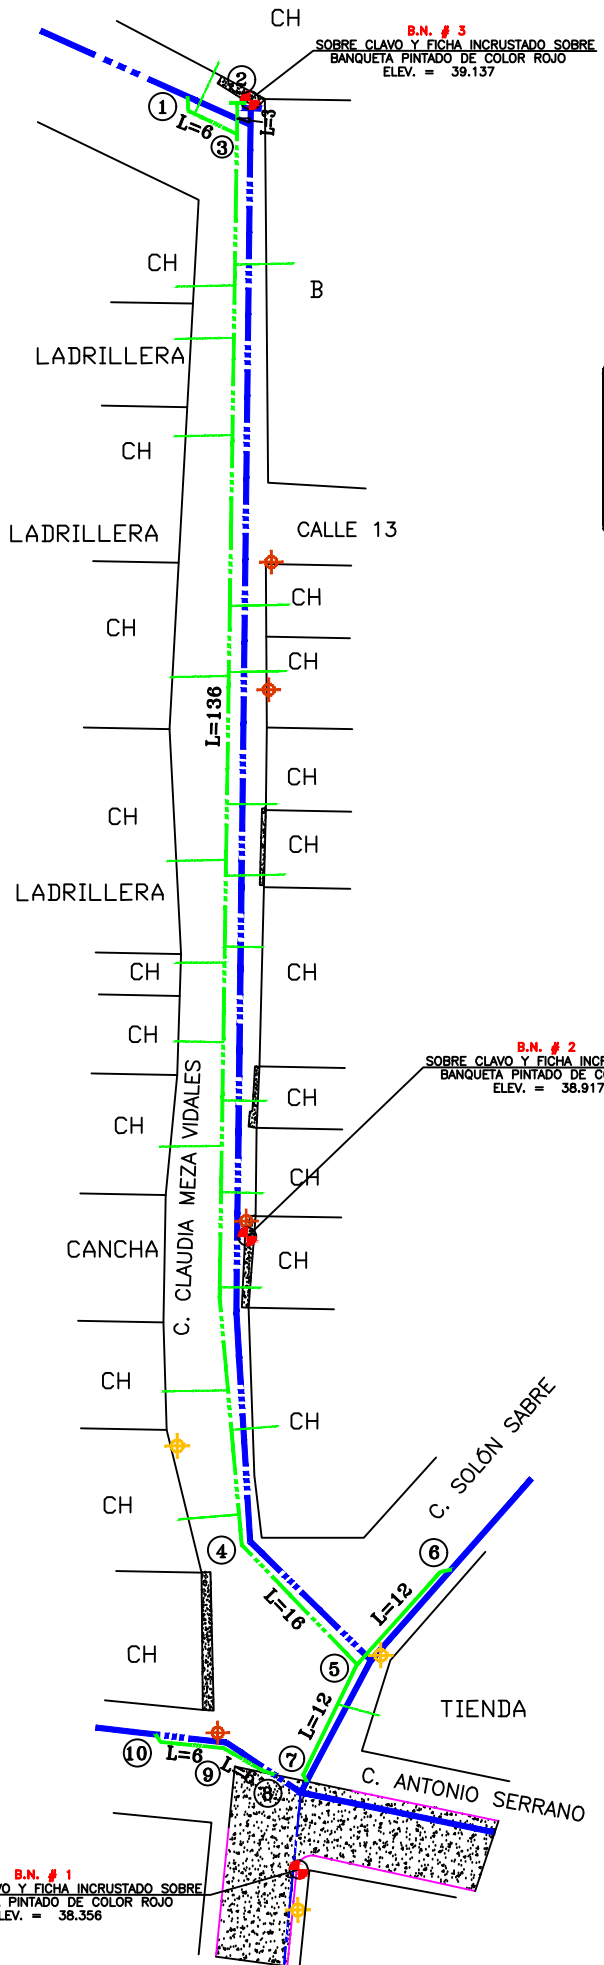 CH
B.N. # 3
SOBRE CLAVO Y FICHA INCRUSTADO SOBRE
BANQUETA PINTADO DE COLOR ROJO
ELEV. = 39.137
2
1
L=6
3
L=3
CH
B
LADRILLERA
CH
LADRILLERA
CALLE 13
CH
CH
CH
L=136
CH
CH
CH
LADRILLERA
CH
CH
CH
B.N. # 2
SOBRE CLAVO Y FICHA
BANQUETA PINTADO DE
ELEV. = 38.917
C. CLAUDIA MEZA VIDALES
CH
CH
CH
CANCHA
CH
CH
CH
C. SOLÓN SABRE
CH
4
6
L=16
L=12
5
CH
L=12
TIENDA
10
L=6
9
L=6
8
7
C. ANTONIO SERRANO
B.N. # 1
Y FICHA INCRUSTADO SOBRE
PINTADO DE COLOR ROJO
= 38.356